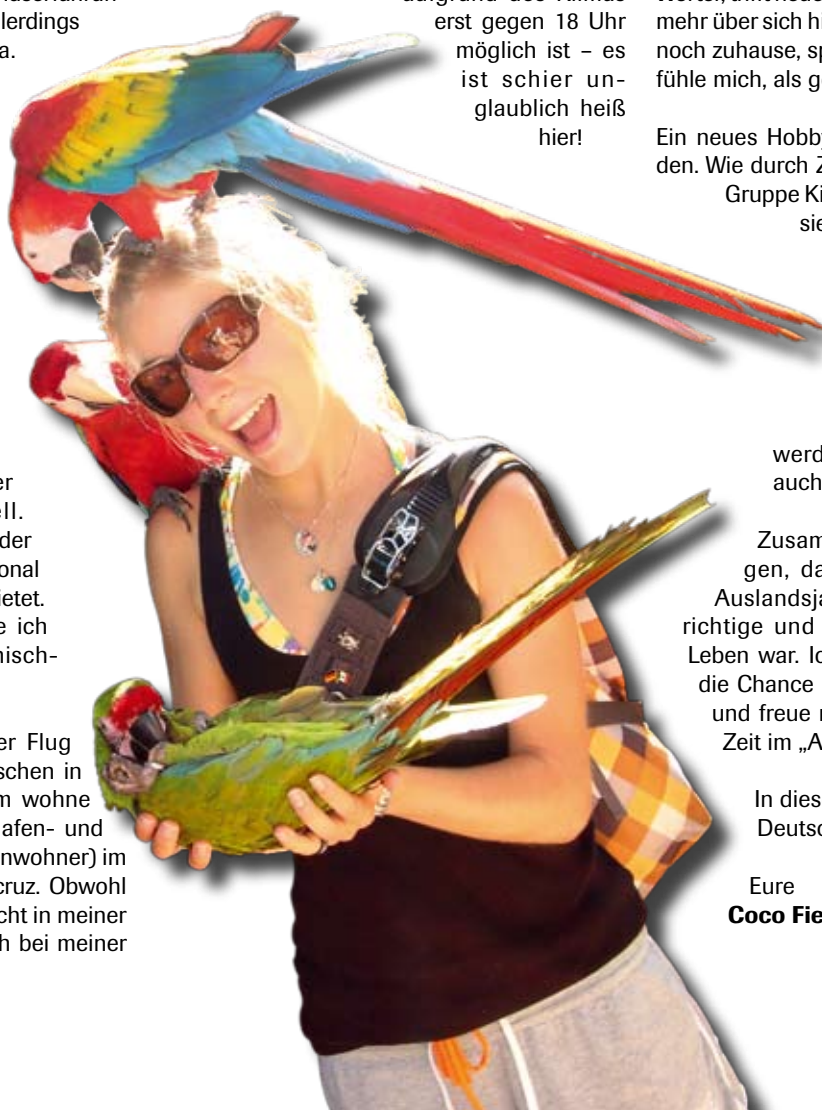 llerdings
a.
er
ell.
der
onal
ietet.
e ich
nisch-
er Flug
schen in
m wohne
afen- und
nwohner) im
cruz. Obwohl
cht in meiner
h bei meiner
aufgrund des Klimas
erst gegen 18 Uhr
möglich ist – es
ist schier un-
glaublich heiß
hier!
mehr über sich hi
noch zuhause, sp
fühle mich, als g
Ein neues Hobby
den. Wie durch Z
Gruppe Ki
sie
werd
auch
Zusam
gen, da
Auslandsja
richtige und
Leben war. Ic
die Chance
und freue r
Zeit im „A
In dies
Deutsc
Eure
Coco Fie